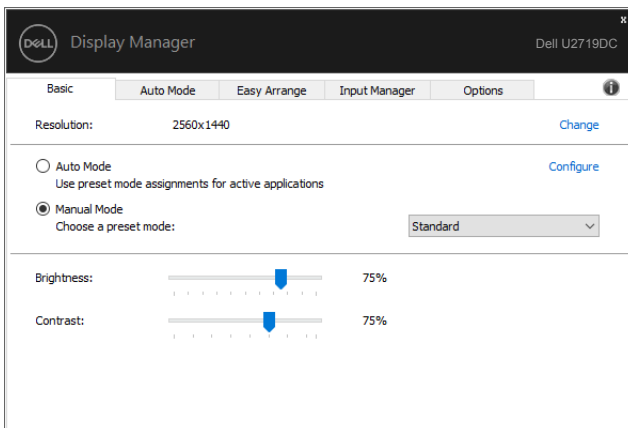 x
DELL
Display Manager
Dell U2719DC
Basic Auto Mode Easy Arrange Input Manager Options i
Resolution: 2560x1440 Change
Auto Mode Configure
Use preset mode assignments for active applications
Manual Mode
Choose a preset mode: Standard
Brightness: 75%
Contrast: 75%